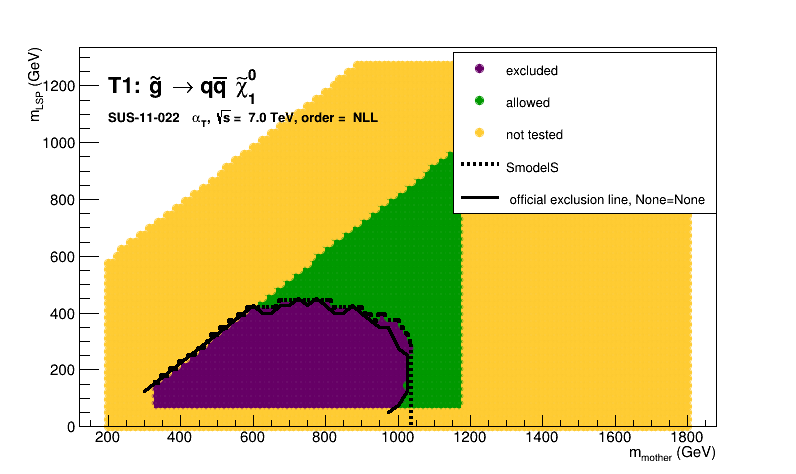 m_LSP (GeV)
T1: g̃ → qq̅ χ̃⁰₁
SUS-11-022 α_T, √s = 7.0 TeV, order = NLL
excluded
allowed
not tested
SmodelS
official exclusion line, None=None
1200
1000
800
600
400
200
0
200 400 600 800 1000 1200 1400 1600 1800
m_mother (GeV)